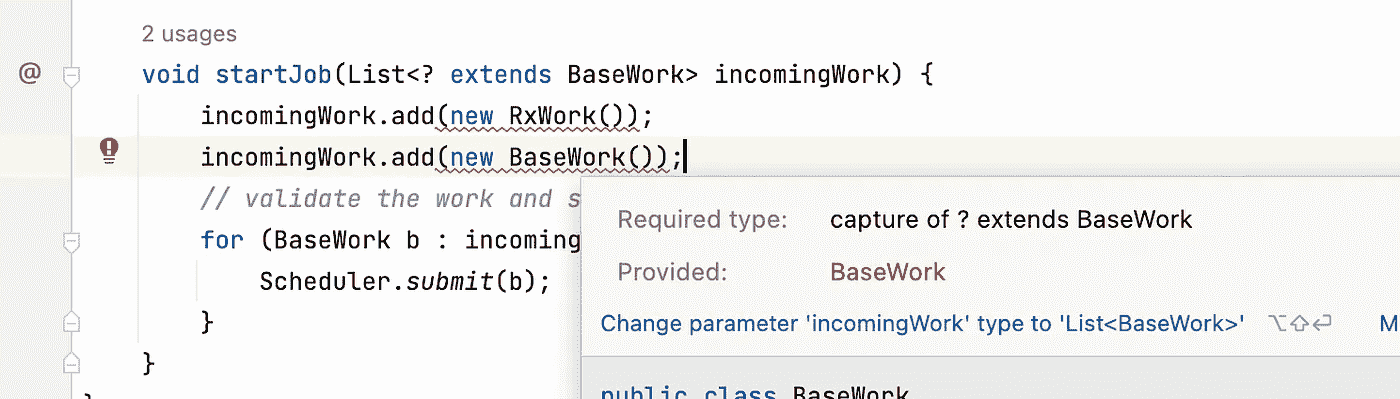 2 usages
@ void startJob(List<? extends BaseWork> incomingWork) {
incomingWork.add(new RxWork());
incomingWork.add(new BaseWork());
// validate the work and s
for (BaseWork b : incoming
Scheduler.submit(b);
}
}
Required type: capture of ? extends BaseWork
Provided: BaseWork
Change parameter 'incomingWork' type to 'List<BaseWork>' ⌥⇧⏎ M
public class BaseWork